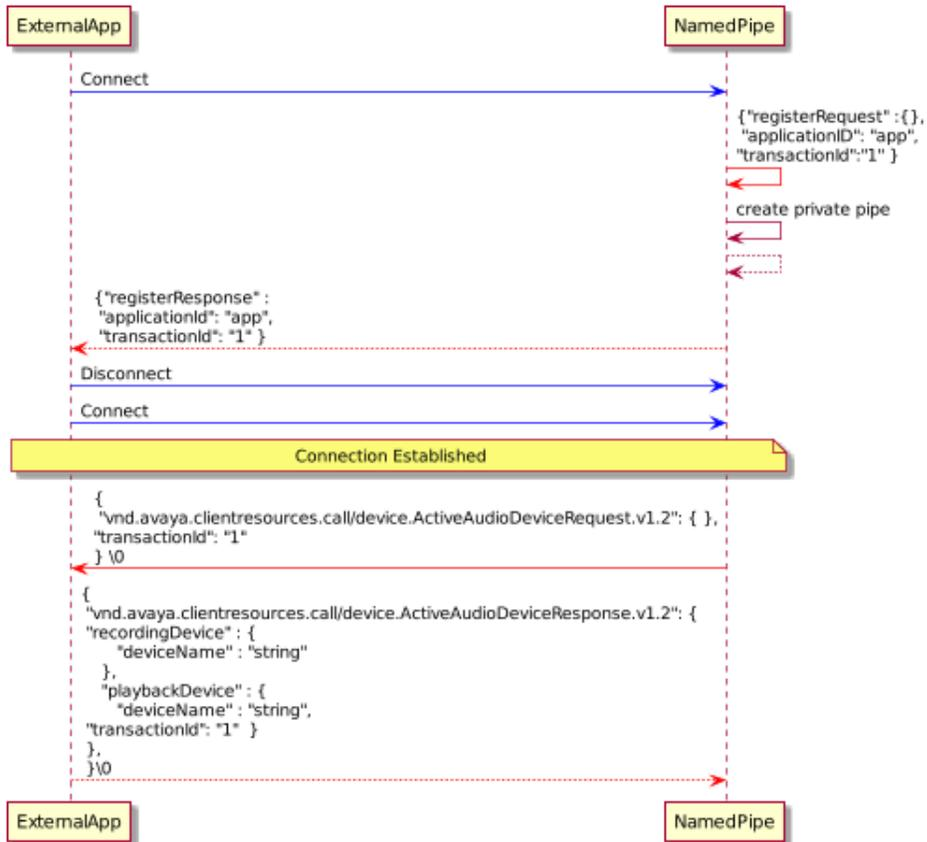 ExternalApp
NamedPipe
Connect
{"registerRequest" :{},
"applicationID": "app",
"transactionId":"1" }
create private pipe
{"registerResponse" :
"applicationId": "app",
"transactionId": "1" }
Disconnect
Connect
Connection Established
{
"vnd.avaya.clientresources.call/device.ActiveAudioDeviceRequest.v1.2": { },
"transactionId": "1"
} \0
{
"vnd.avaya.clientresources.call/device.ActiveAudioDeviceResponse.v1.2": {
"recordingDevice" : {
"deviceName" : "string"
},
"playbackDevice" : {
"deviceName" : "string",
"transactionId": "1"  }
},
}\0
ExternalApp
NamedPipe